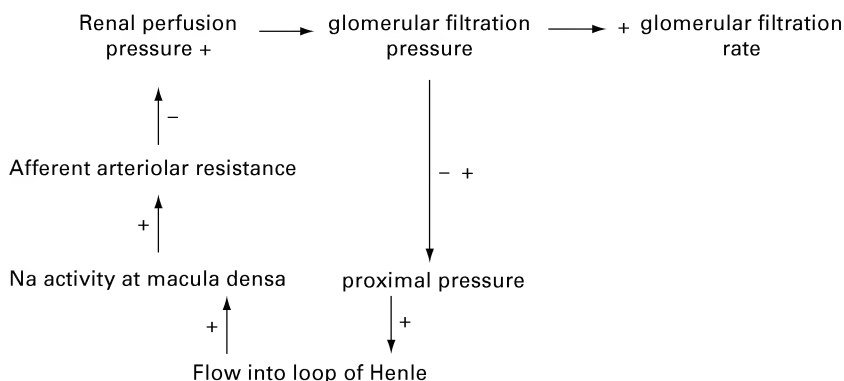 Renal perfusion
pressure +
glomerular filtration
pressure
+ glomerular filtration
rate
−
Afferent arteriolar resistance
− +
+
Na activity at macula densa
proximal pressure
+
+
Flow into loop of Henle